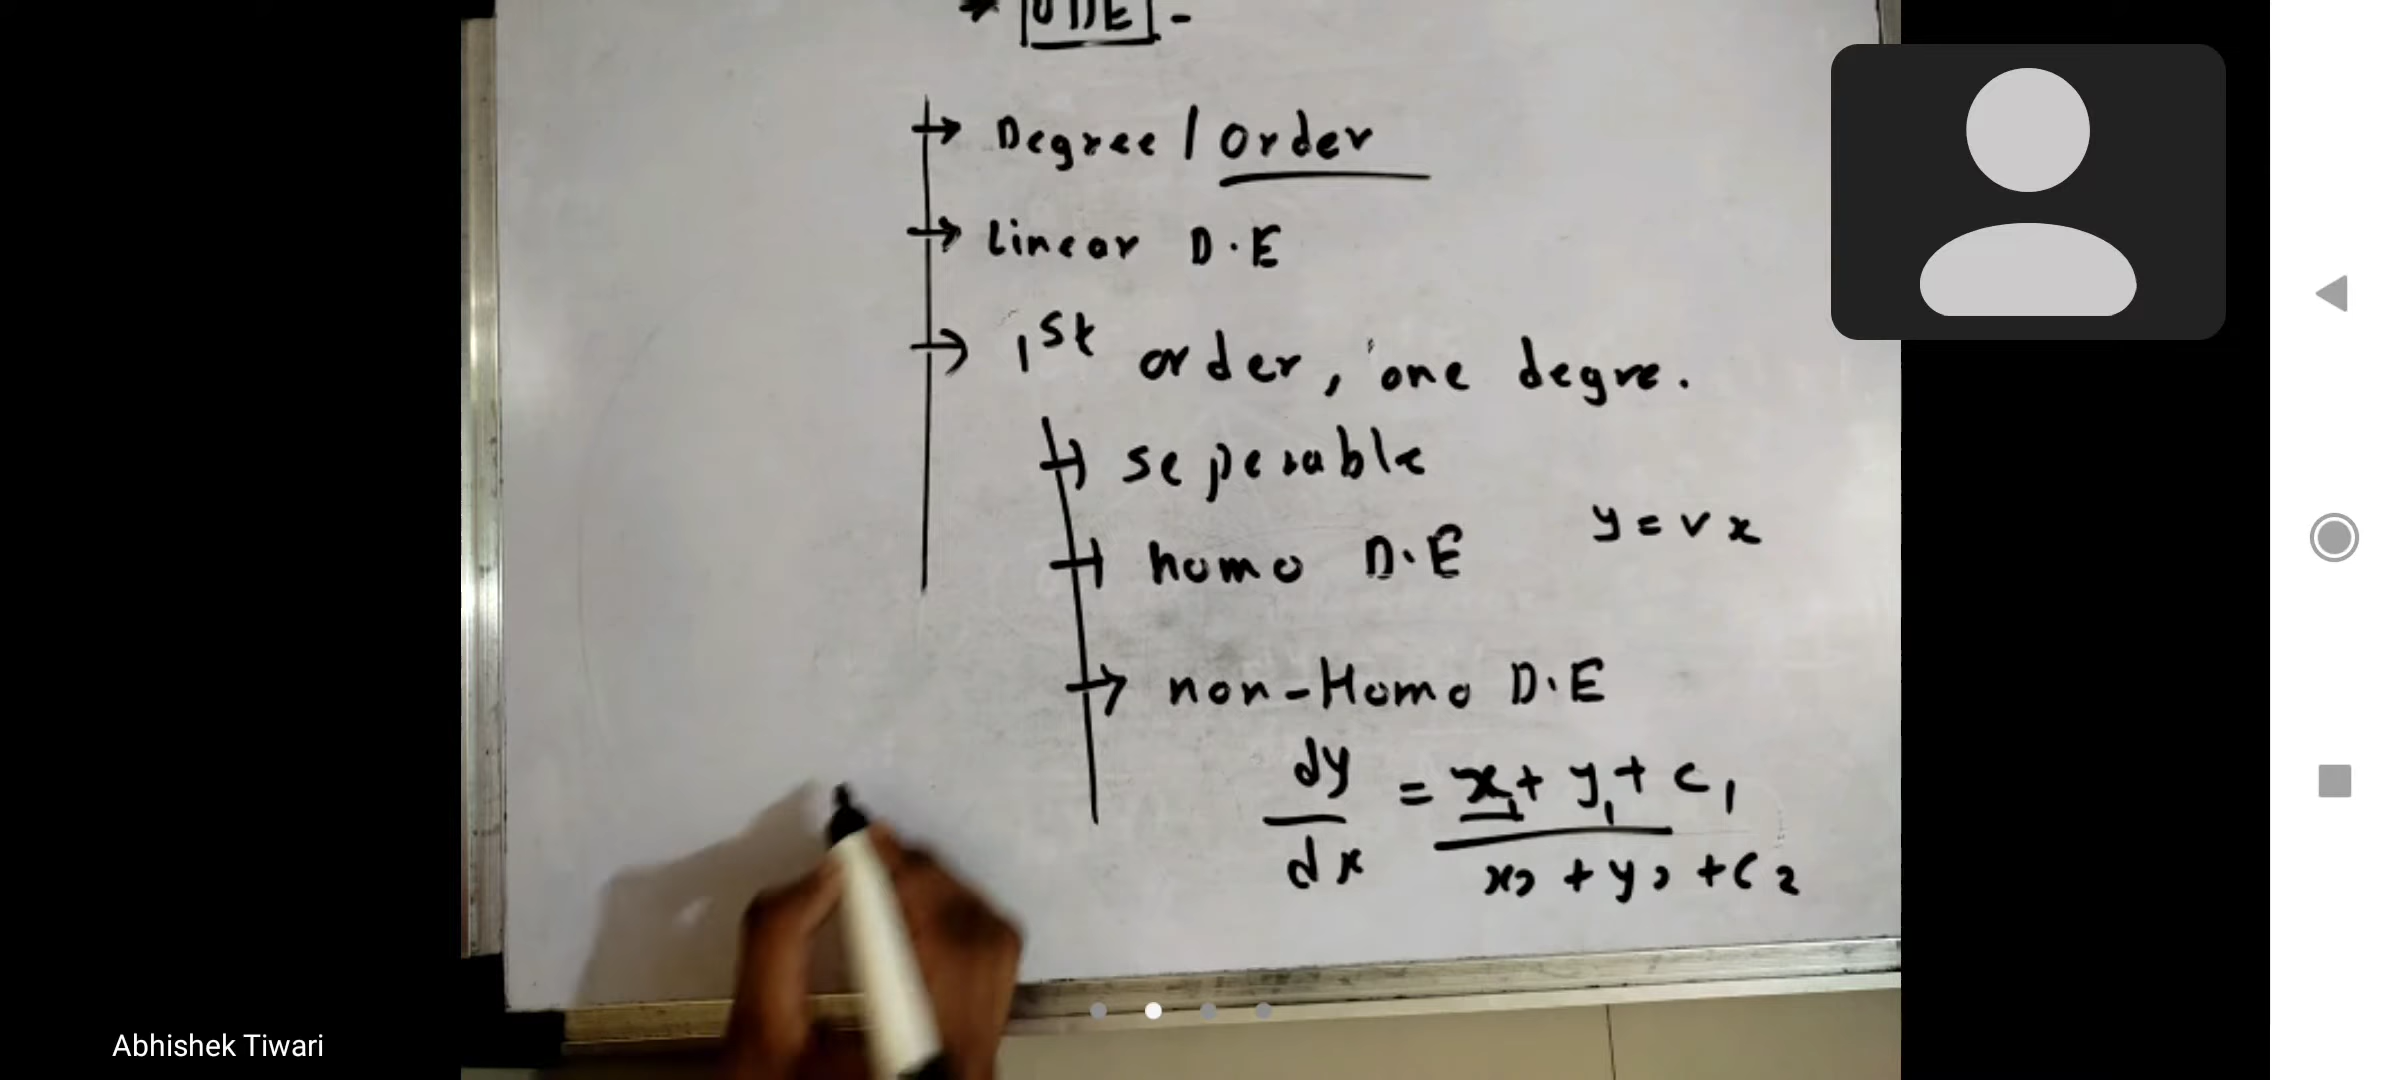 → ODE -
→ Degree / Order
→ Linear D.E
→ 1st order, one degre.
seperable
homo D.E y = vx
→ non-Homo D.E
dy/dx = x1 + y1 + c1 / x2 + y2 + c2
Abhishek Tiwari